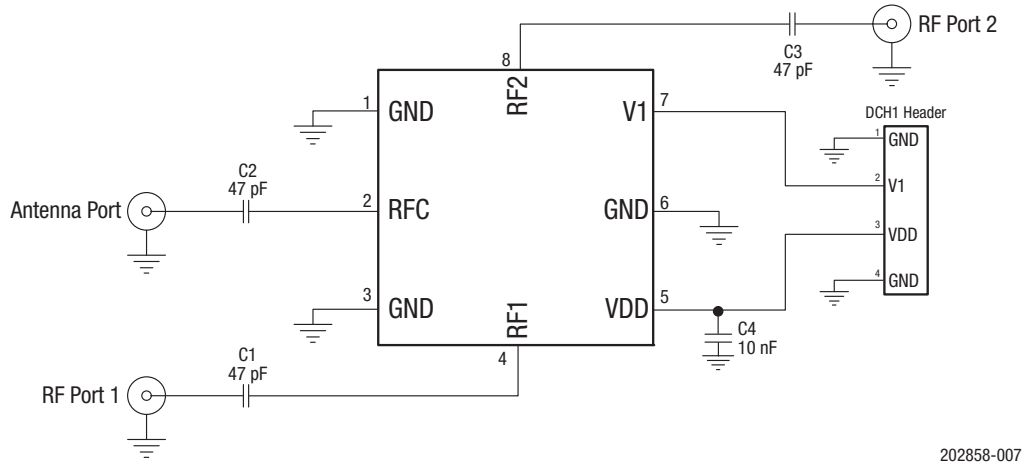 RF Port 2
C3
47 pF
8
RF2
1
GND
V1
7
DCH1 Header
1
GND
2
V1
3
VDD
4
GND
C2
47 pF
Antenna Port
2
RFC
GND
6
3
GND
RF1
VDD
5
4
C4
10 nF
C1
47 pF
RF Port 1
202858-007